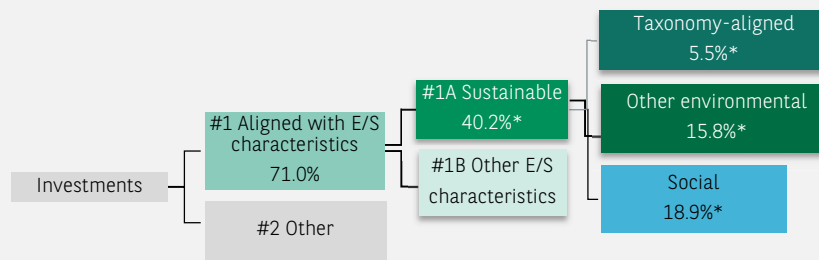 Investments
#1 Aligned with E/S
characteristics
71.0%
#2 Other
#1A Sustainable
40.2%*
#1B Other E/S
characteristics
Taxonomy-aligned
5.5%*
Other environmental
15.8%*
Social
18.9%*